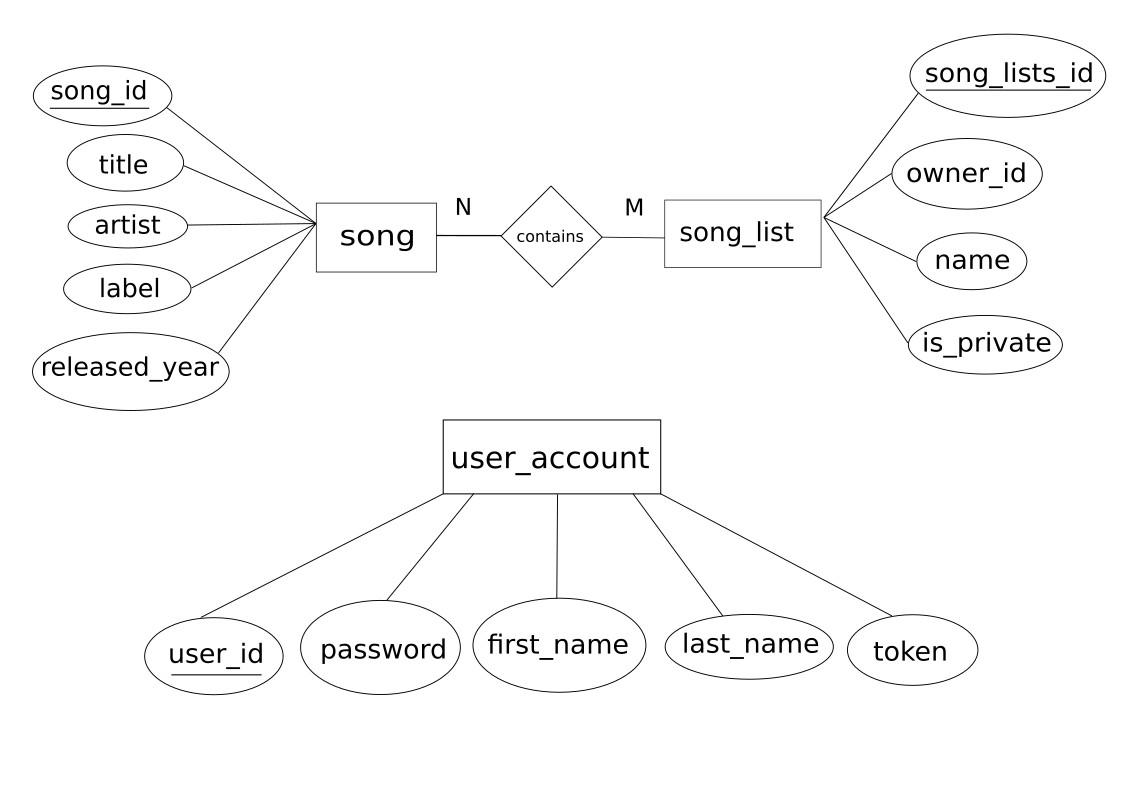 song_id
title
artist
label
released_year
song
N
contains
M
song_list
song_lists_id
owner_id
name
is_private
user_account
user_id
password
first_name
last_name
token